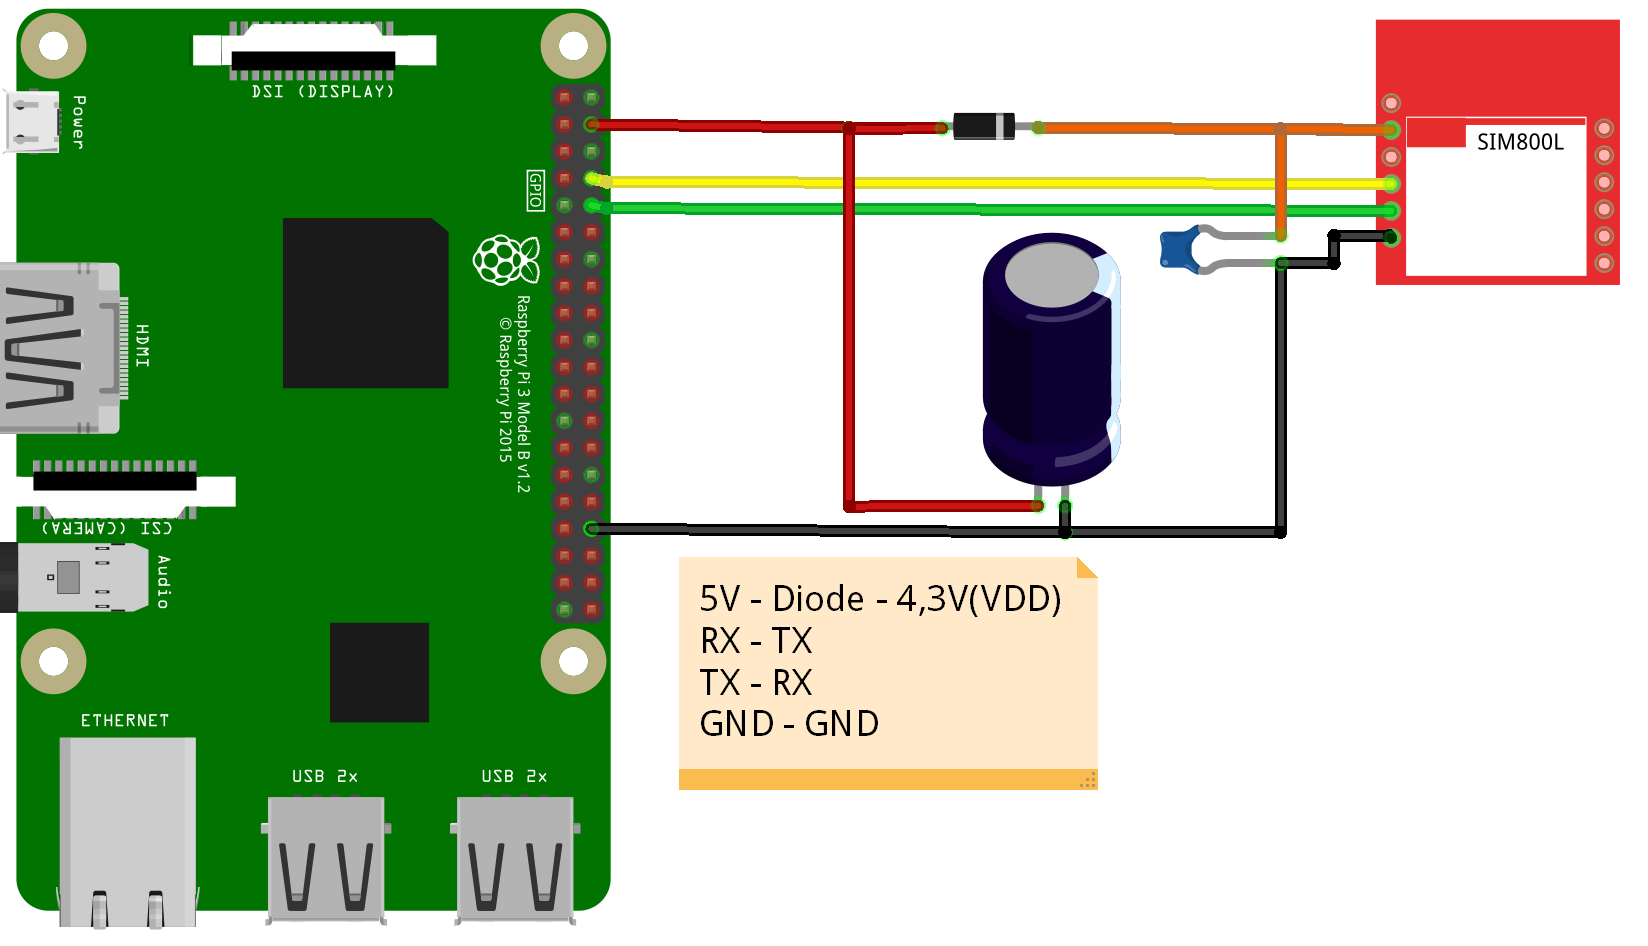 DSI (DISPLAY)
Power
GPIO
SIM800L
HDMI
Raspberry Pi 3 Model B v1.2
© Raspberry Pi 2015
CSI (CAMERA)
Audio
5V - Diode - 4,3V(VDD)
RX - TX
TX - RX
GND - GND
ETHERNET
USB 2x
USB 2x